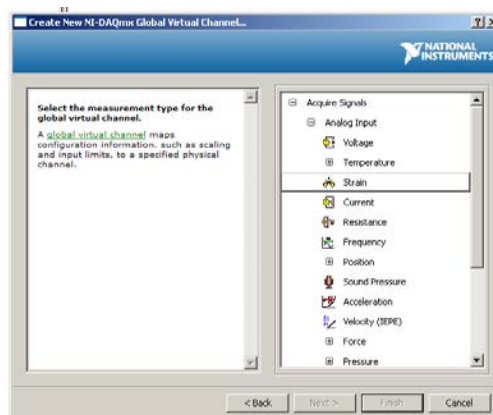 Create New NI-DAQmx Global Virtual Channel...
NATIONAL
INSTRUMENTS
Select the measurement type for the
global virtual channel.
A global virtual channel maps
configuration information, such as scaling
and input limits, to a specified physical
channel.
Acquire Signals
Analog Input
Voltage
Temperature
Strain
Current
Resistance
Frequency
Position
Sound Pressure
Acceleration
Velocity (IEPE)
Force
Pressure
< Back
Next >
Finish
Cancel